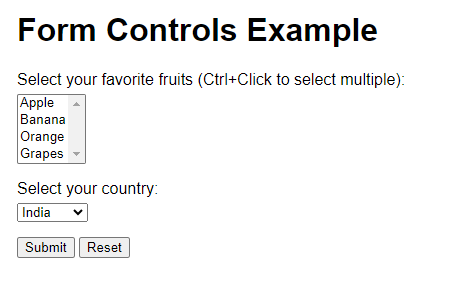 Form Controls Example
Select your favorite fruits (Ctrl+Click to select multiple):
Apple
Banana
Orange
Grapes
Select your country:
India
Submit Reset